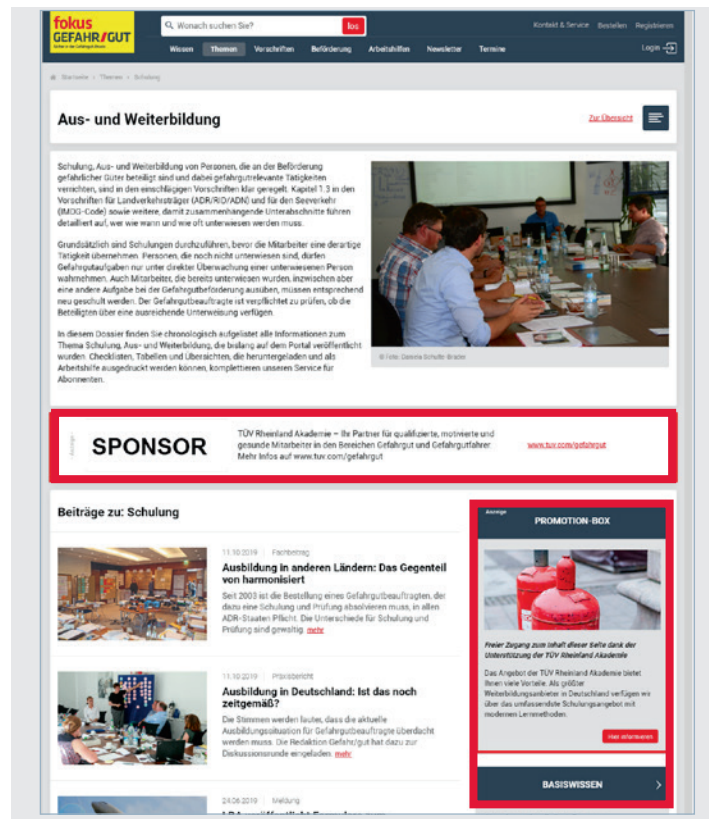 fokus
GEFAHR/GUT
Wonach suchen Sie?
los
Kontakt & Service Bestellen Registrieren
Wissen Themen Vorschriften Beförderung Arbeitshilfen Newsletter Termine
Login
Startseite › Themen › Schulung
Aus- und Weiterbildung
Zur Übersicht
Schulung, Aus- und Weiterbildung von Personen, die an der Beförderung
gefährlicher Güter beteiligt sind und dabei gefahrgutrelevante Tätigkeiten
verrichten, sind in den einschlägigen Vorschriften klar geregelt. Kapitel 1.3 in den
Vorschriften für Landverkehrsträger (ADR/RID/ADN) und für den Seeverkehr
(IMDG-Code) sowie weitere, damit zusammenhängende Unterabschnitte führen
detailliert auf, wer wie wann und wie oft unterwiesen werden muss.
Grundsätzlich sind Schulungen durchzuführen, bevor die Mitarbeiter eine derartige
Tätigkeit übernehmen. Personen, die noch nicht unterwiesen sind, dürfen
Gefahrgutaufgaben nur unter direkter Überwachung einer unterwiesenen Person
wahrnehmen. Auch Mitarbeiter, die bereits unterwiesen wurden, inzwischen aber
eine andere Aufgabe bei der Gefahrgutbeförderung ausüben, müssen entsprechend
neu geschult werden. Der Gefahrgutbeauftragte ist verpflichtet zu prüfen, ob die
Beteiligten über eine ausreichende Unterweisung verfügen.
In diesem Dossier finden Sie chronologisch aufgelistet alle Informationen zum
Thema Schulung, Aus- und Weiterbildung, die bislang auf dem Portal veröffentlicht
wurden. Checklisten, Tabellen und Übersichten, die heruntergeladen und als
Arbeitshilfe ausgedruckt werden können, komplettieren unseren Service für
Abonnenten.
© Foto: Daniela Schulte-Brader
Anzeige
SPONSOR
TÜV Rheinland Akademie – Ihr Partner für qualifizierte, motivierte und
gesunde Mitarbeiter in den Bereichen Gefahrgut und Gefahrgutfahrer
Mehr Infos auf www.tuv.com/gefahrgut
www.tuv.com/gefahrgut
Beiträge zu: Schulung
11.10.2019 | Fachbeitrag
Ausbildung in anderen Ländern: Das Gegenteil
von harmonisiert
Seit 2003 ist die Bestellung eines Gefahrgutbeauftragten, der
dazu eine Schulung und Prüfung absolvieren muss, in allen
ADR-Staaten Pflicht. Die Unterschiede für Schulung und
Prüfung sind gewaltig. mehr
11.10.2019 | Praxisbericht
Ausbildung in Deutschland: Ist das noch
zeitgemäß?
Die Stimmen werden lauter, dass die aktuelle
Ausbildungssituation für Gefahrgutbeauftragte überdacht
werden muss. Die Redaktion Gefahr/gut hat dazu zur
Diskussionsrunde eingeladen. mehr
24.06.2019 | Meldung
Anzeige
PROMOTION-BOX
Freier Zugang zum Inhalt dieser Seite dank der
Unterstützung der TÜV Rheinland Akademie
Das Angebot der TÜV Rheinland Akademie bietet
Ihnen viele Vorteile. Als größter
Weiterbildungsanbieter in Deutschland verfügen wir
über das umfassendste Schulungsangebot mit
modernen Lernmethoden.
Hier informieren
BASISWISSEN